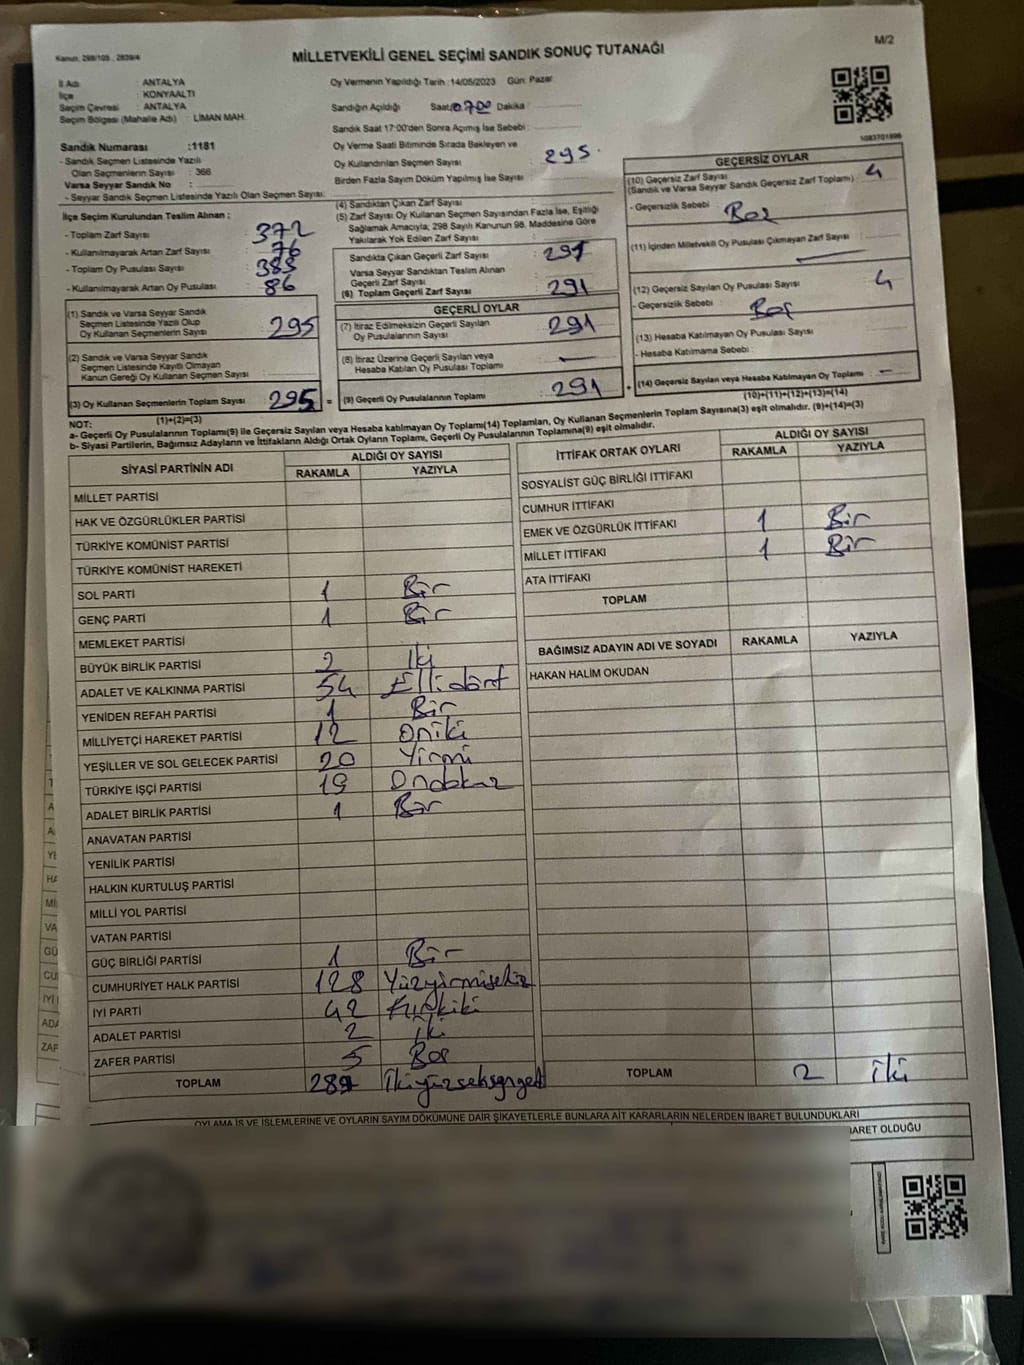 Kanun: 298/105 , 2839/4
MİLLETVEKİLİ GENEL SEÇİMİ SANDIK SONUÇ TUTANAĞI
M/2
İl Adı : ANTALYA
İlçe : KONYAALTI
Seçim Çevresi : ANTALYA
Seçim Bölgesi (Mahalle Adı) : LİMAN MAH.
Sandık Numarası :1181
- Sandık Seçmen Listesinde Yazılı
Olan Seçmenlerin Sayısı : 366
Varsa Seyyar Sandık No :
- Seyyar Sandık Seçmen Listesinde Yazılı Olan Seçmen Sayısı:
İlçe Seçim Kurulundan Teslim Alınan :
- Toplam Zarf Sayısı : 372
- Kullanılmayarak Artan Zarf Sayısı : 76
- Toplam Oy Pusulası Sayısı : 383
- Kullanılmayarak Artan Oy Pusulası : 86
(1) Sandık ve Varsa Seyyar Sandık
Seçmen Listesinde Yazılı Olup
Oy Kullanan Seçmenlerin Sayısı : 295
(2) Sandık ve Varsa Seyyar Sandık
Seçmen Listesinde Kayıtlı Olmayan
Kanun Gereği Oy Kullanan Seçmen Sayısı :
(3) Oy Kullanan Seçmenlerin Toplam Sayısı : 295
(1)+(2)=(3)
Oy Vermenin Yapıldığı Tarih :14/05/2023 Gün: Pazar
Sandığın Açıldığı Saat: 0700 Dakika :
Sandık Saat 17:00'den Sonra Açılmış İse Sebebi :
Oy Verme Saati Bitiminde Sırada Bekleyen ve
Oy Kullandırılan Seçmen Sayısı : 295
Birden Fazla Sayım Döküm Yapılmış İse Sayısı :
(4) Sandıktan Çıkan Zarf Sayısı :
(5) Zarf Sayısı Oy Kullanan Seçmen Sayısından Fazla İse, Eşitliği
Sağlamak Amacıyla; 298 Sayılı Kanunun 98. Maddesine Göre
Yakılarak Yok Edilen Zarf Sayısı :
Sandıkta Çıkan Geçerli Zarf Sayısı : 291
Varsa Seyyar Sandıktan Teslim Alınan
Geçerli Zarf Sayısı :
(6) Toplam Geçerli Zarf Sayısı : 291
GEÇERLİ OYLAR
(7) İtiraz Edilmeksizin Geçerli Sayılan
Oy Pusulalarının Sayısı : 291
(8) İtiraz Üzerine Geçerli Sayılan veya
Hesaba Katılan Oy Pusulası Toplamı : —
= (9) Geçerli Oy Pusulalarının Toplamı : 291
1083701996
GEÇERSİZ OYLAR
(10) Geçersiz Zarf Sayısı : 4
(Sandık ve Varsa Seyyar Sandık Geçersiz Zarf Toplamı)
- Geçersizlik Sebebi : Boş
(11) İçinden Milletvekili Oy Pusulası Çıkmayan Zarf Sayısı : —
(12) Geçersiz Sayılan Oy Pusulası Sayısı : 4
- Geçersizlik Sebebi : Boş
(13) Hesaba Katılmayan Oy Pusulası Sayısı :
- Hesaba Katılmama Sebebi :
+ (14) Geçersiz Sayılan veya Hesaba Katılmayan Oy Toplamı : —
(10)+(11)+(12)+(13)=(14)
NOT:
a- Geçerli Oy Pusulalarının Toplamı(9) ile Geçersiz Sayılan veya Hesaba katılmayan Oy Toplamı(14) Toplamları, Oy Kullanan Seçmenlerin Toplam Sayısına(3) eşit olmalıdır. (9)+(14)=(3)
b- Siyasi Partilerin, Bağımsız Adayların ve İttifakların Aldığı Ortak Oyların Toplamı, Geçerli Oy Pusulalarının Toplamına(9) eşit olmalıdır.
SİYASİ PARTİNİN ADI ALDIĞI OY SAYISI
RAKAMLA YAZIYLA
MİLLET PARTİSİ
HAK VE ÖZGÜRLÜKLER PARTİSİ
TÜRKİYE KOMÜNİST PARTİSİ
TÜRKİYE KOMÜNİST HAREKETİ
SOL PARTİ 1 Bir
GENÇ PARTİ 1 Bir
MEMLEKET PARTİSİ
BÜYÜK BİRLİK PARTİSİ 2 İki
ADALET VE KALKINMA PARTİSİ 54 Ellidört
YENİDEN REFAH PARTİSİ 1 Bir
MİLLİYETÇİ HAREKET PARTİSİ 12 Oniki
YEŞİLLER VE SOL GELECEK PARTİSİ 20 Yirmi
TÜRKİYE İŞÇİ PARTİSİ 19 Ondokuz
ADALET BİRLİK PARTİSİ 1 Bir
ANAVATAN PARTİSİ
YENİLİK PARTİSİ
HALKIN KURTULUŞ PARTİSİ
MİLLİ YOL PARTİSİ
VATAN PARTİSİ
GÜÇ BİRLİĞİ PARTİSİ 1 Bir
CUMHURİYET HALK PARTİSİ 128 Yüzyirmisekiz
İYİ PARTİ 42 Kırkiki
ADALET PARTİSİ 2 İki
ZAFER PARTİSİ 5 Beş
TOPLAM 289
İTTİFAK ORTAK OYLARI ALDIĞI OY SAYISI
RAKAMLA YAZIYLA
SOSYALİST GÜÇ BİRLİĞİ İTTİFAKI
CUMHUR İTTİFAKI
EMEK VE ÖZGÜRLÜK İTTİFAKI 1 Bir
MİLLET İTTİFAKI 1 Bir
ATA İTTİFAKI
TOPLAM
BAĞIMSIZ ADAYIN ADI VE SOYADI RAKAMLA YAZIYLA
HAKAN HALİM OKUDAN
TOPLAM 2 iki
OYLAMA İŞ VE İŞLEMLERİNE VE OYLARIN SAYIM DÖKÜMÜNE DAİR ŞİKAYETLERLE BUNLARA AİT KARARLARIN NELERDEN İBARET BULUNDUKLARI
İBARET OLDUĞU